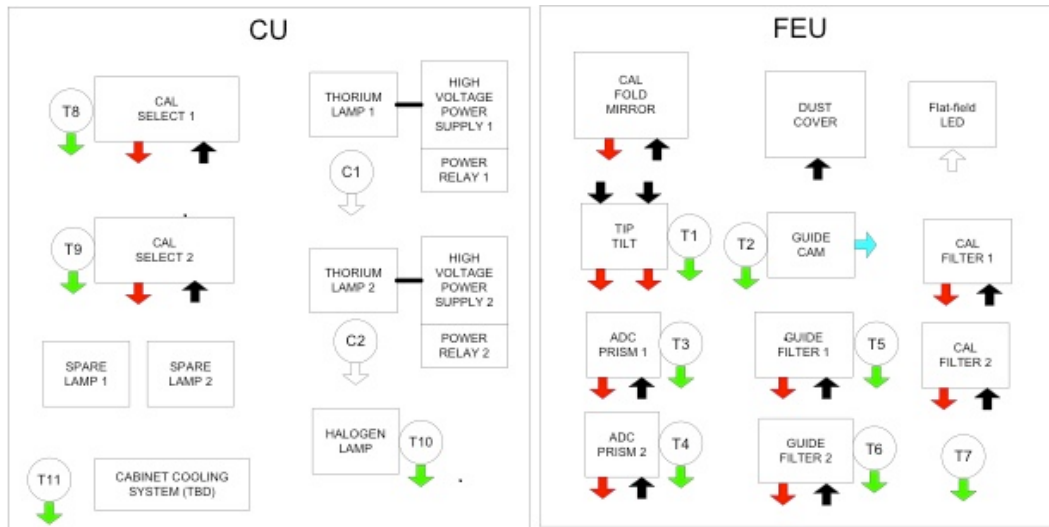 CU
T8
CAL
SELECT 1
THORIUM
LAMP 1
HIGH
VOLTAGE
POWER
SUPPLY 1
POWER
RELAY 1
C1
T9
CAL
SELECT 2
THORIUM
LAMP 2
HIGH
VOLTAGE
POWER
SUPPLY 2
POWER
RELAY 2
C2
SPARE
LAMP 1
SPARE
LAMP 2
HALOGEN
LAMP
T10
T11
CABINET COOLING
SYSTEM (TBD)
FEU
CAL
FOLD
MIRROR
DUST
COVER
Flat-field
LED
TIP
TILT
T1
T2
GUIDE
CAM
CAL
FILTER 1
ADC
PRISM 1
T3
GUIDE
FILTER 1
T5
CAL
FILTER 2
ADC
PRISM 2
T4
GUIDE
FILTER 2
T6
T7